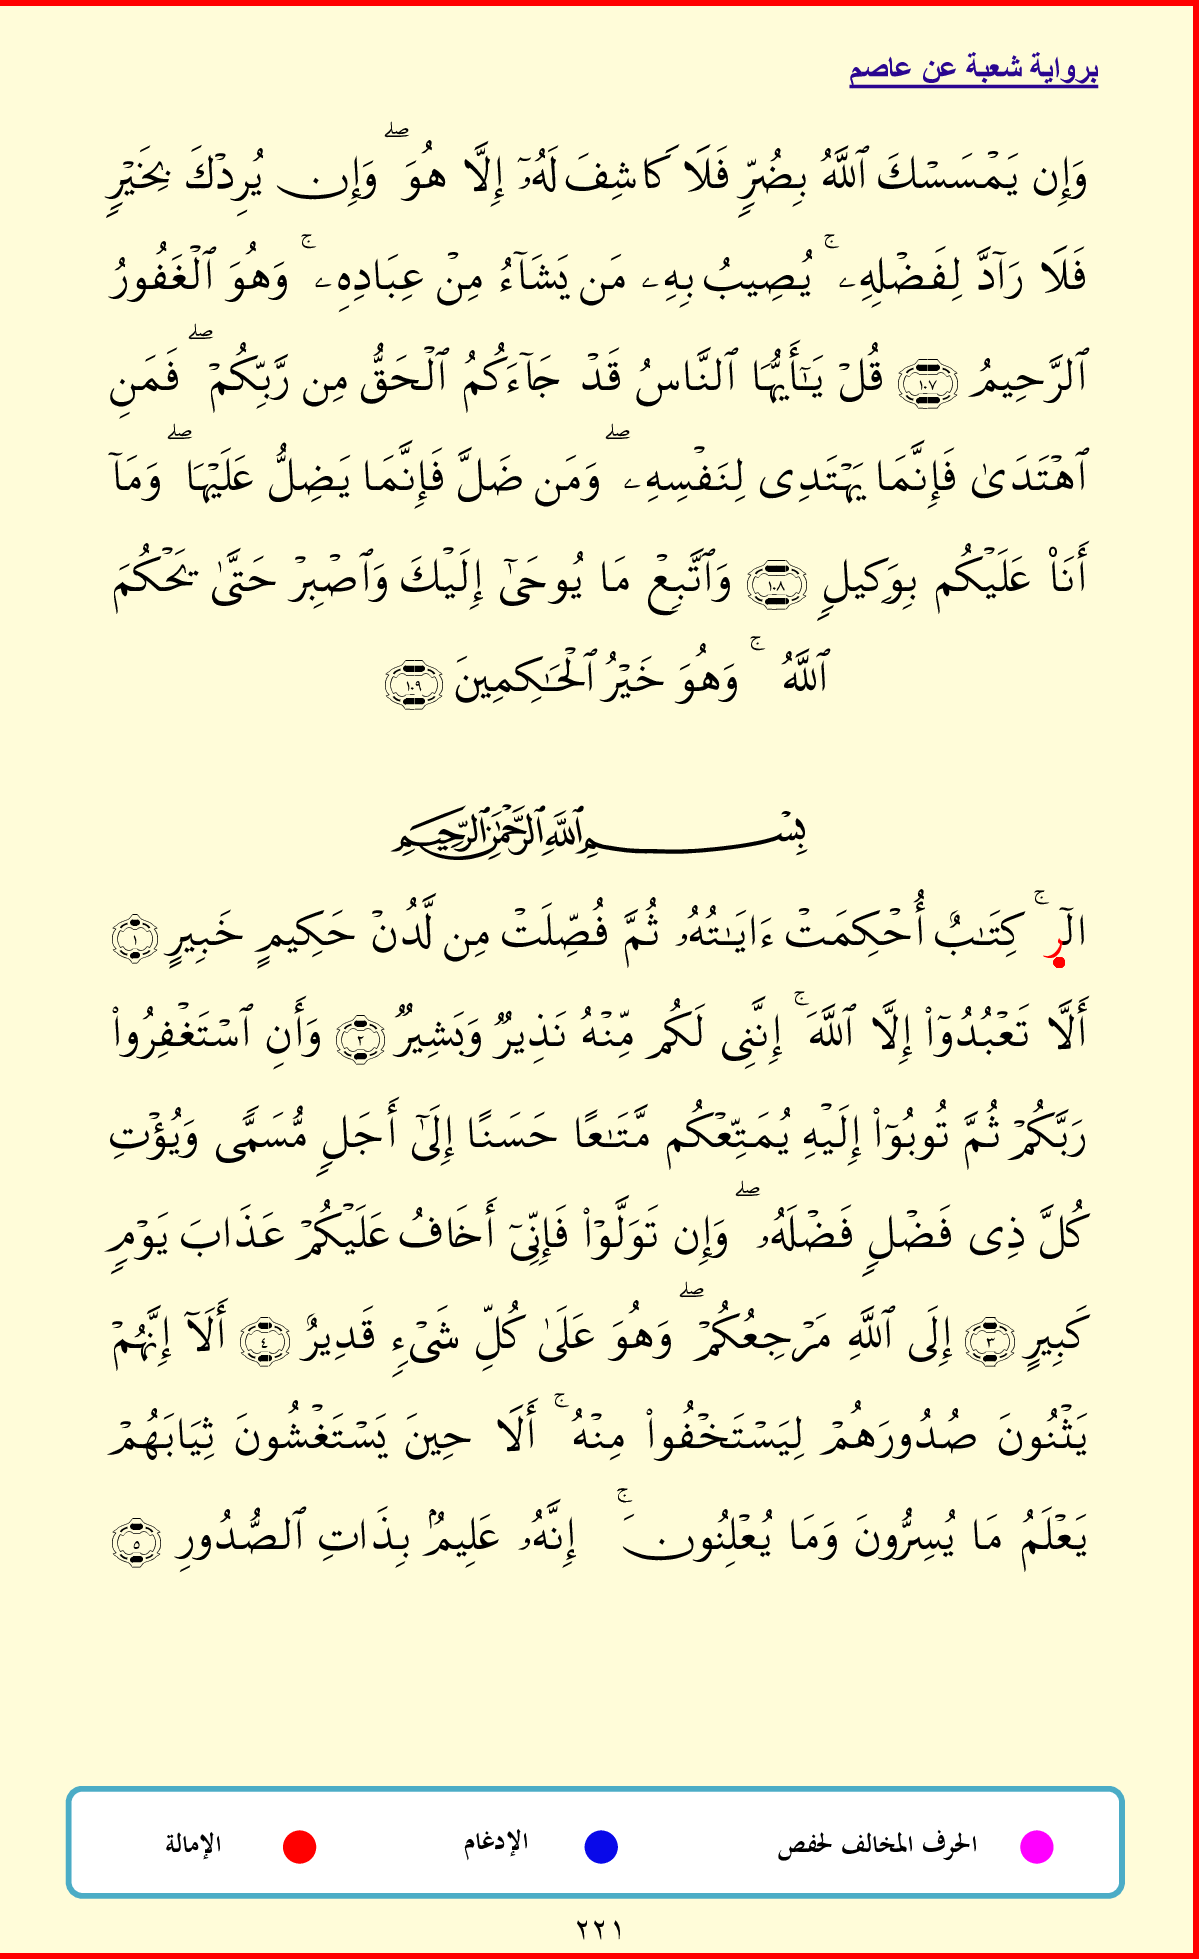 برواية شعبة عن عاصم
وَإِن يَمْسَسْكَ ٱللَّهُ بِضُرٍّ فَلَا كَاشِفَ لَهُۥٓ إِلَّا هُوَ ۖ وَإِن يُرِدْكَ بِخَيْرٍ
فَلَا رَآدَّ لِفَضْلِهِۦ ۚ يُصِيبُ بِهِۦ مَن يَشَآءُ مِنْ عِبَادِهِۦ ۚ وَهُوَ ٱلْغَفُورُ
ٱلرَّحِيمُ ١٠٧ قُلْ يَـٰٓأَيُّهَا ٱلنَّاسُ قَدْ جَآءَكُمُ ٱلْحَقُّ مِن رَّبِّكُمْ ۖ فَمَنِ
ٱهْتَدَىٰ فَإِنَّمَا يَهْتَدِى لِنَفْسِهِۦ ۖ وَمَن ضَلَّ فَإِنَّمَا يَضِلُّ عَلَيْهَا ۖ وَمَآ
أَنَا۠ عَلَيْكُم بِوَكِيلٍ ١٠٨ وَٱتَّبِعْ مَا يُوحَىٰٓ إِلَيْكَ وَٱصْبِرْ حَتَّىٰ يَحْكُمَ
ٱللَّهُ ۚ وَهُوَ خَيْرُ ٱلْحَـٰكِمِينَ ١٠٩
بِسْمِ ٱللَّهِ ٱلرَّحْمَـٰنِ ٱلرَّحِيمِ
الٓر ۚ كِتَـٰبٌ أُحْكِمَتْ ءَايَـٰتُهُۥ ثُمَّ فُصِّلَتْ مِن لَّدُنْ حَكِيمٍ خَبِيرٍ ١
أَلَّا تَعْبُدُوٓا۟ إِلَّا ٱللَّهَ ۚ إِنَّنِى لَكُم مِّنْهُ نَذِيرٌ وَبَشِيرٌ ٢ وَأَنِ ٱسْتَغْفِرُوا۟
رَبَّكُمْ ثُمَّ تُوبُوٓا۟ إِلَيْهِ يُمَتِّعْكُم مَّتَـٰعًا حَسَنًا إِلَىٰٓ أَجَلٍ مُّسَمًّى وَيُؤْتِ
كُلَّ ذِى فَضْلٍ فَضْلَهُۥ ۖ وَإِن تَوَلَّوْا۟ فَإِنِّىٓ أَخَافُ عَلَيْكُمْ عَذَابَ يَوْمٍ
كَبِيرٍ ٣ إِلَى ٱللَّهِ مَرْجِعُكُمْ ۖ وَهُوَ عَلَىٰ كُلِّ شَىْءٍ قَدِيرٌ ٤ أَلَآ إِنَّهُمْ
يَثْنُونَ صُدُورَهُمْ لِيَسْتَخْفُوا۟ مِنْهُ ۚ أَلَا حِينَ يَسْتَغْشُونَ ثِيَابَهُمْ
يَعْلَمُ مَا يُسِرُّونَ وَمَا يُعْلِنُونَ ۚ إِنَّهُۥ عَلِيمٌۢ بِذَاتِ ٱلصُّدُورِ ٥
الحرف المخالف لحفص الإدغام الإمالة
٢٢١